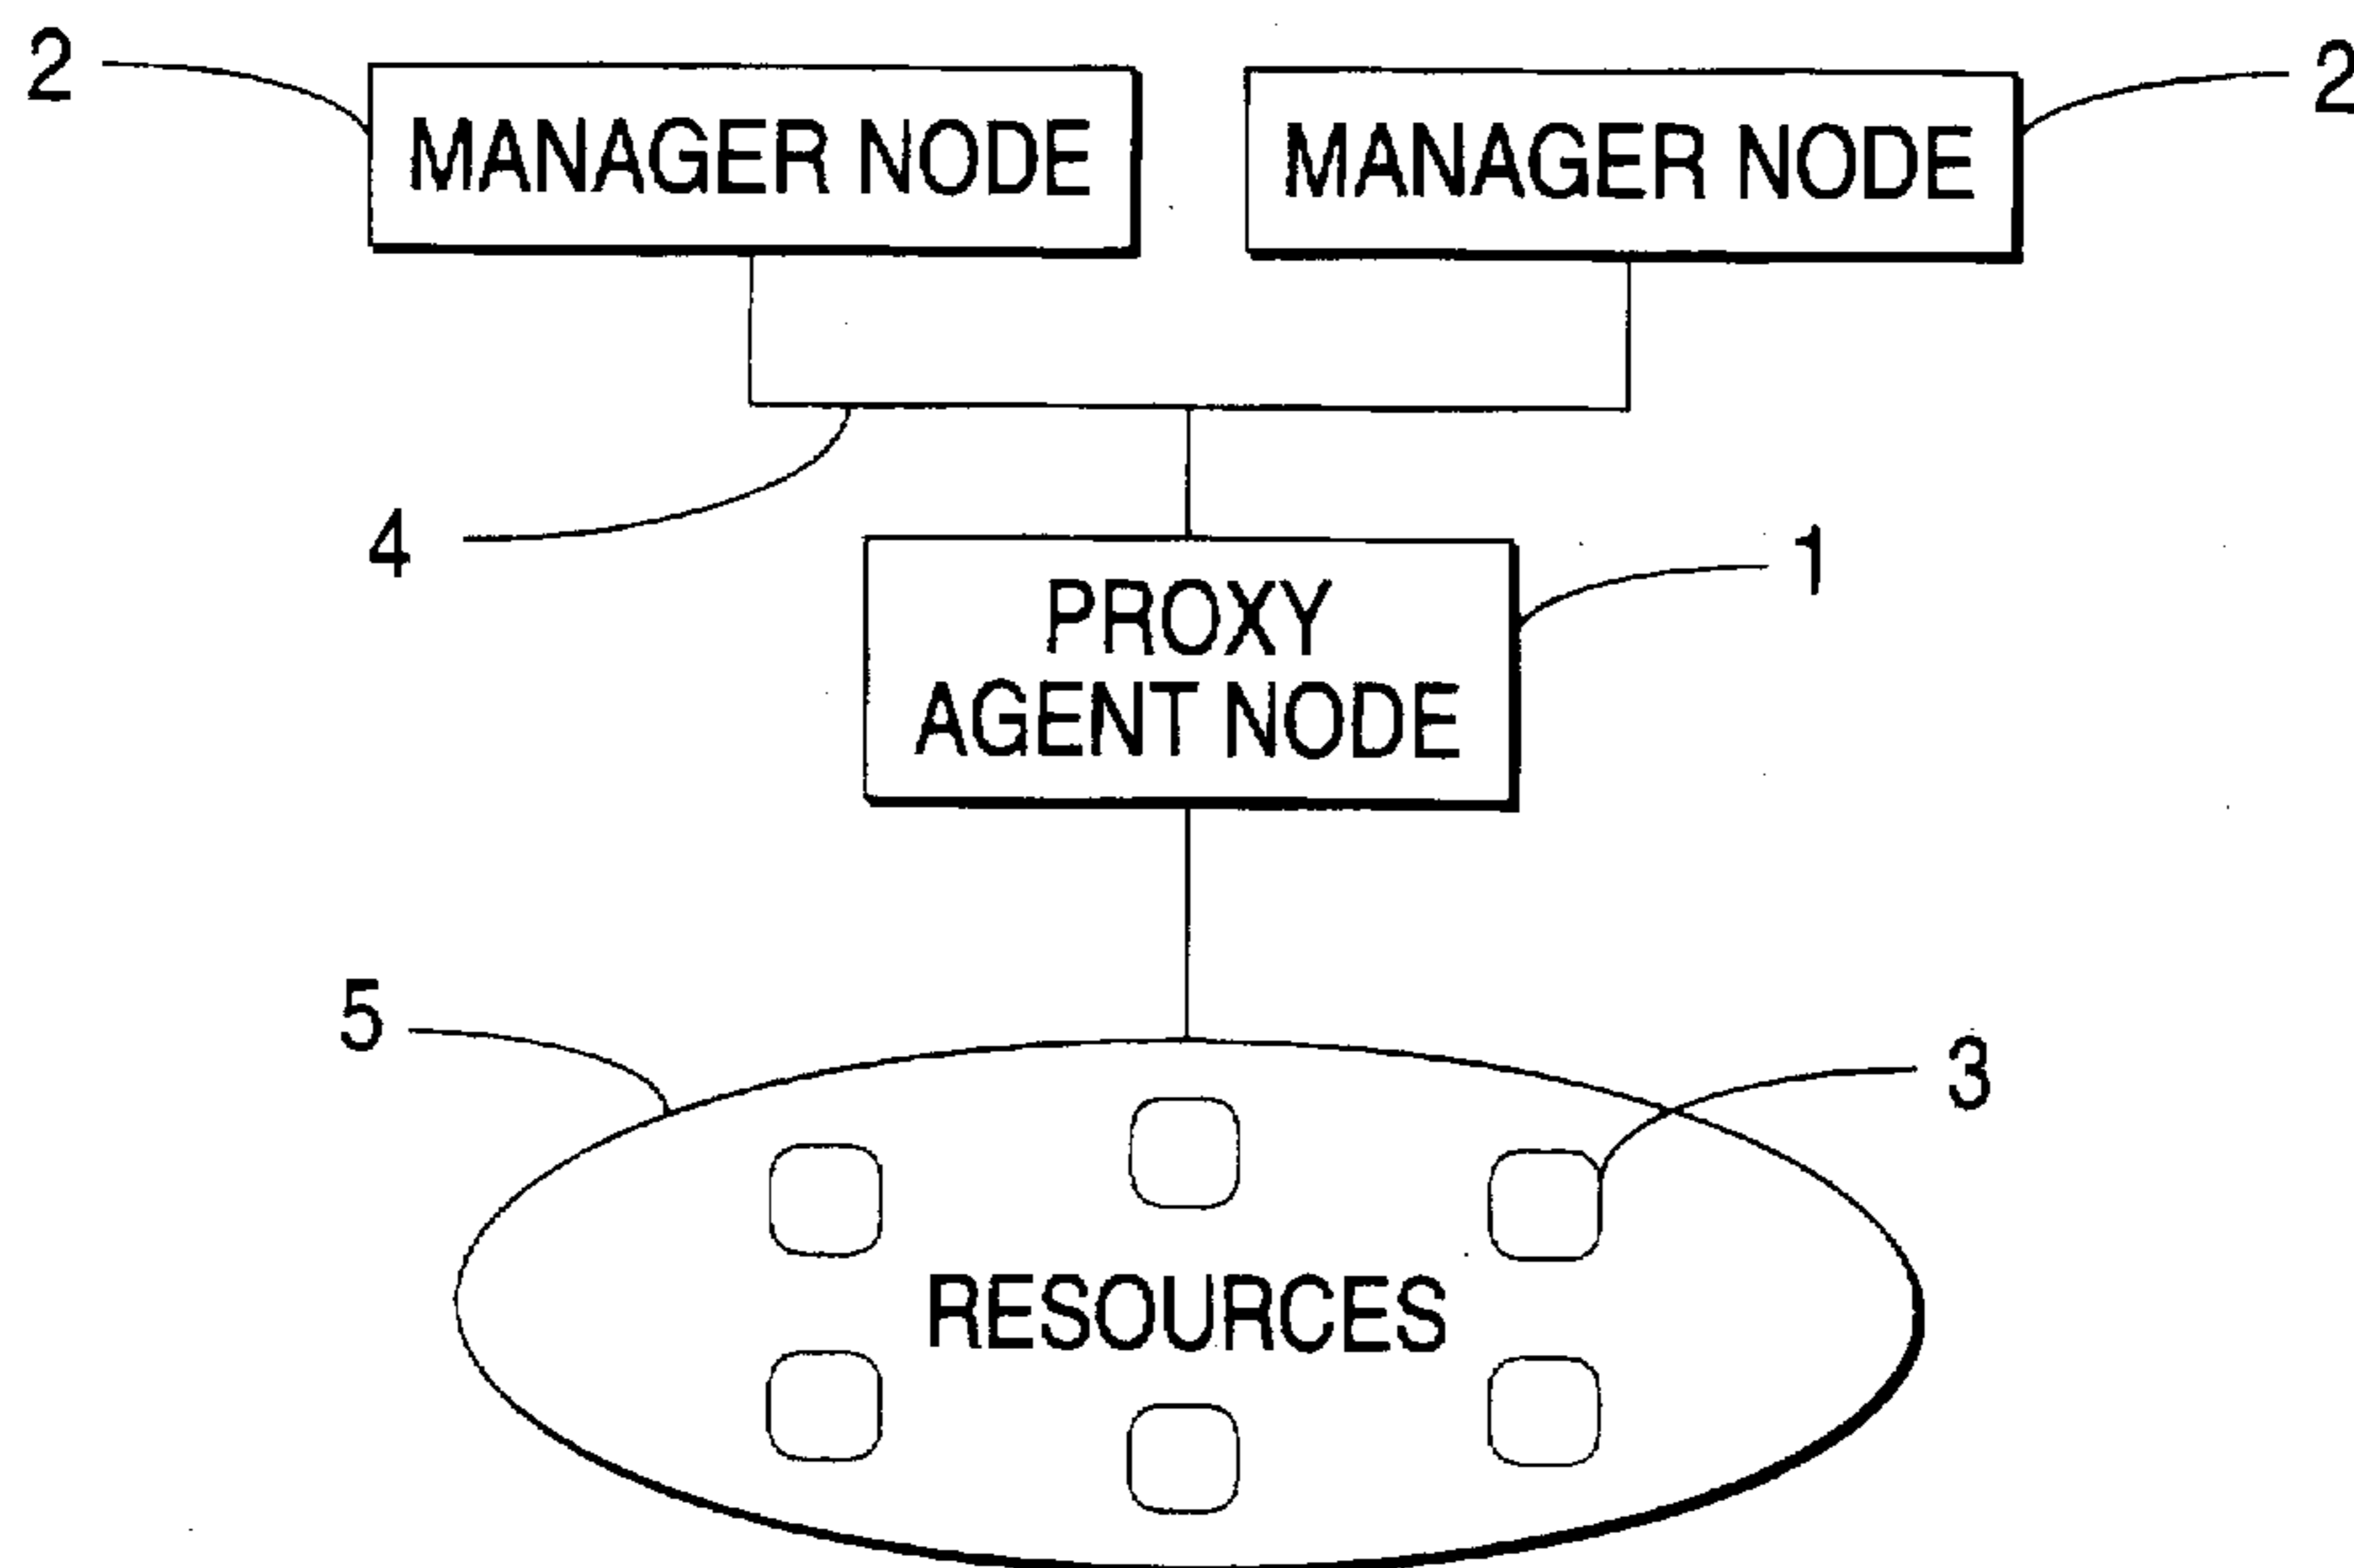 2
MANAGER NODE
MANAGER NODE
2
4
PROXY
AGENT NODE
1
5
3
RESOURCES